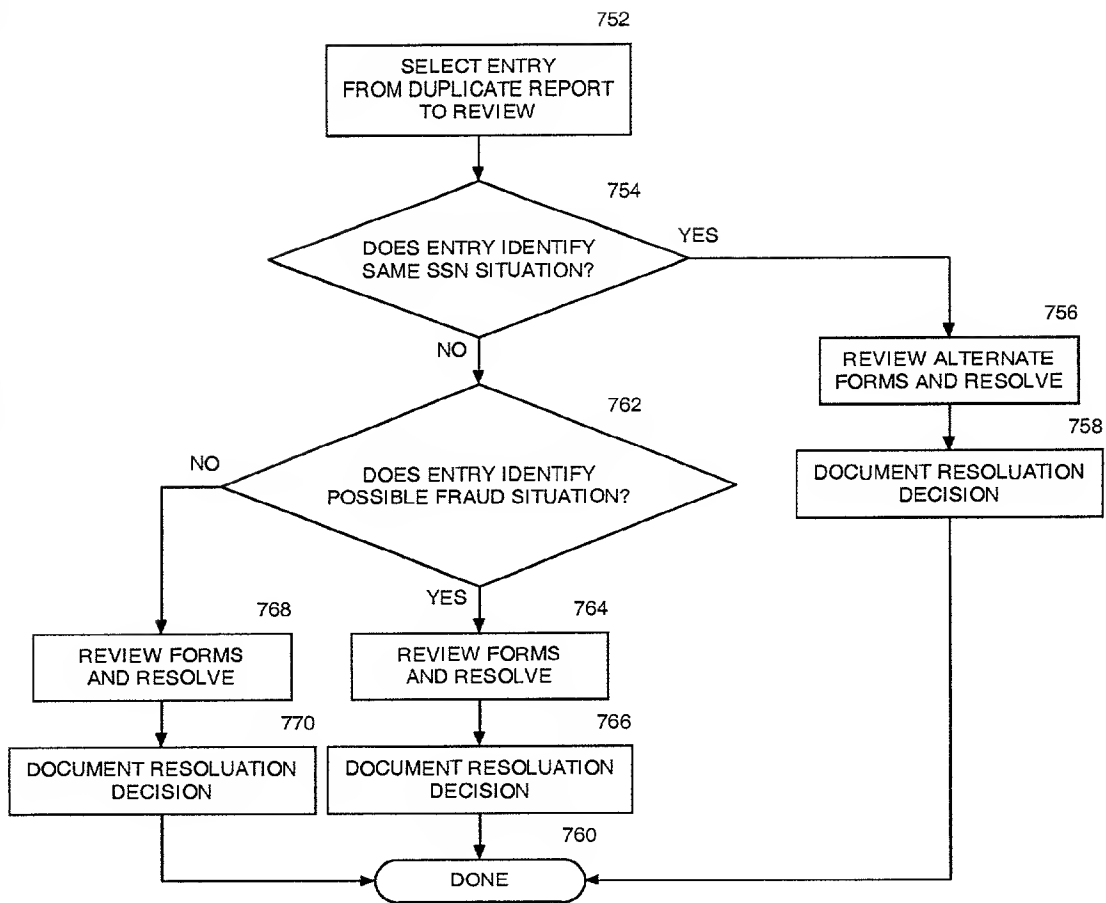 752
SELECT ENTRY
FROM DUPLICATE REPORT
TO REVIEW
754
DOES ENTRY IDENTIFY
SAME SSN SITUATION?
YES
NO
756
REVIEW ALTERNATE
FORMS AND RESOLVE
758
DOCUMENT RESOLUATION
DECISION
762
DOES ENTRY IDENTIFY
POSSIBLE FRAUD SITUATION?
NO
YES
768
REVIEW FORMS
AND RESOLVE
770
DOCUMENT RESOLUATION
DECISION
764
REVIEW FORMS
AND RESOLVE
766
DOCUMENT RESOLUATION
DECISION
760
DONE